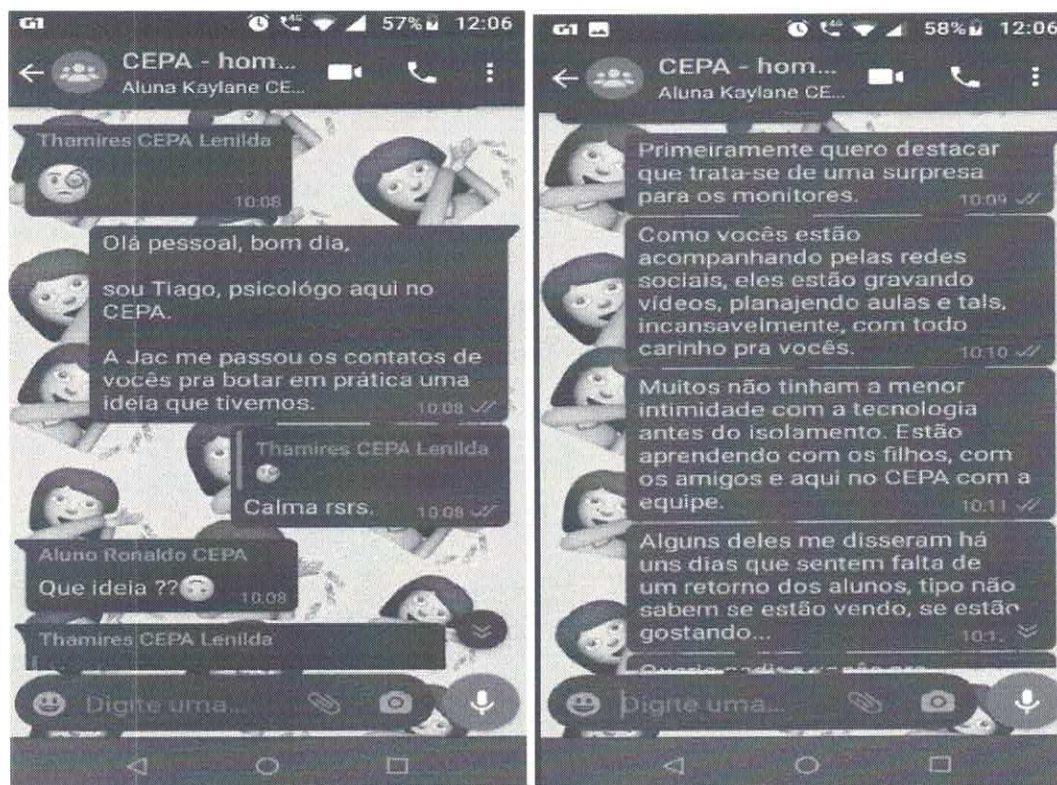 G1 4G 57% 12:06
CEPA - hom...
Aluna Kaylane CE...
Thamires CEPA Lenilda
10:08
Olá pessoal, bom dia,
sou Tiago, psicológo aqui no
CEPA.
A Jac me passou os contatos de
vocês pra botar em prática uma
ideia que tivemos. 10:08
Thamires CEPA Lenilda
Calma rsrs. 10:08
Aluno Ronaldo CEPA
Que ideia ?? 10:08
Thamires CEPA Lenilda
Digite uma...
G1 4G 58% 12:06
CEPA - hom...
Aluna Kaylane CE...
Primeiramente quero destacar
que trata-se de uma surpresa
para os monitores. 10:09
Como vocês estão
acompanhando pelas redes
sociais, eles estão gravando
vídeos, planajendo aulas e tals,
incansavelmente, com todo
carinho pra vocês. 10:10
Muitos não tinham a menor
intimidade com a tecnologia
antes do isolamento. Estão
aprendendo com os filhos, com
os amigos e aqui no CEPA com a
equipe. 10:11
Alguns deles me disseram há
uns dias que sentem falta de
um retorno dos alunos, tipo não
sabem se estão vendo, se estão
gostando...
Digite uma...